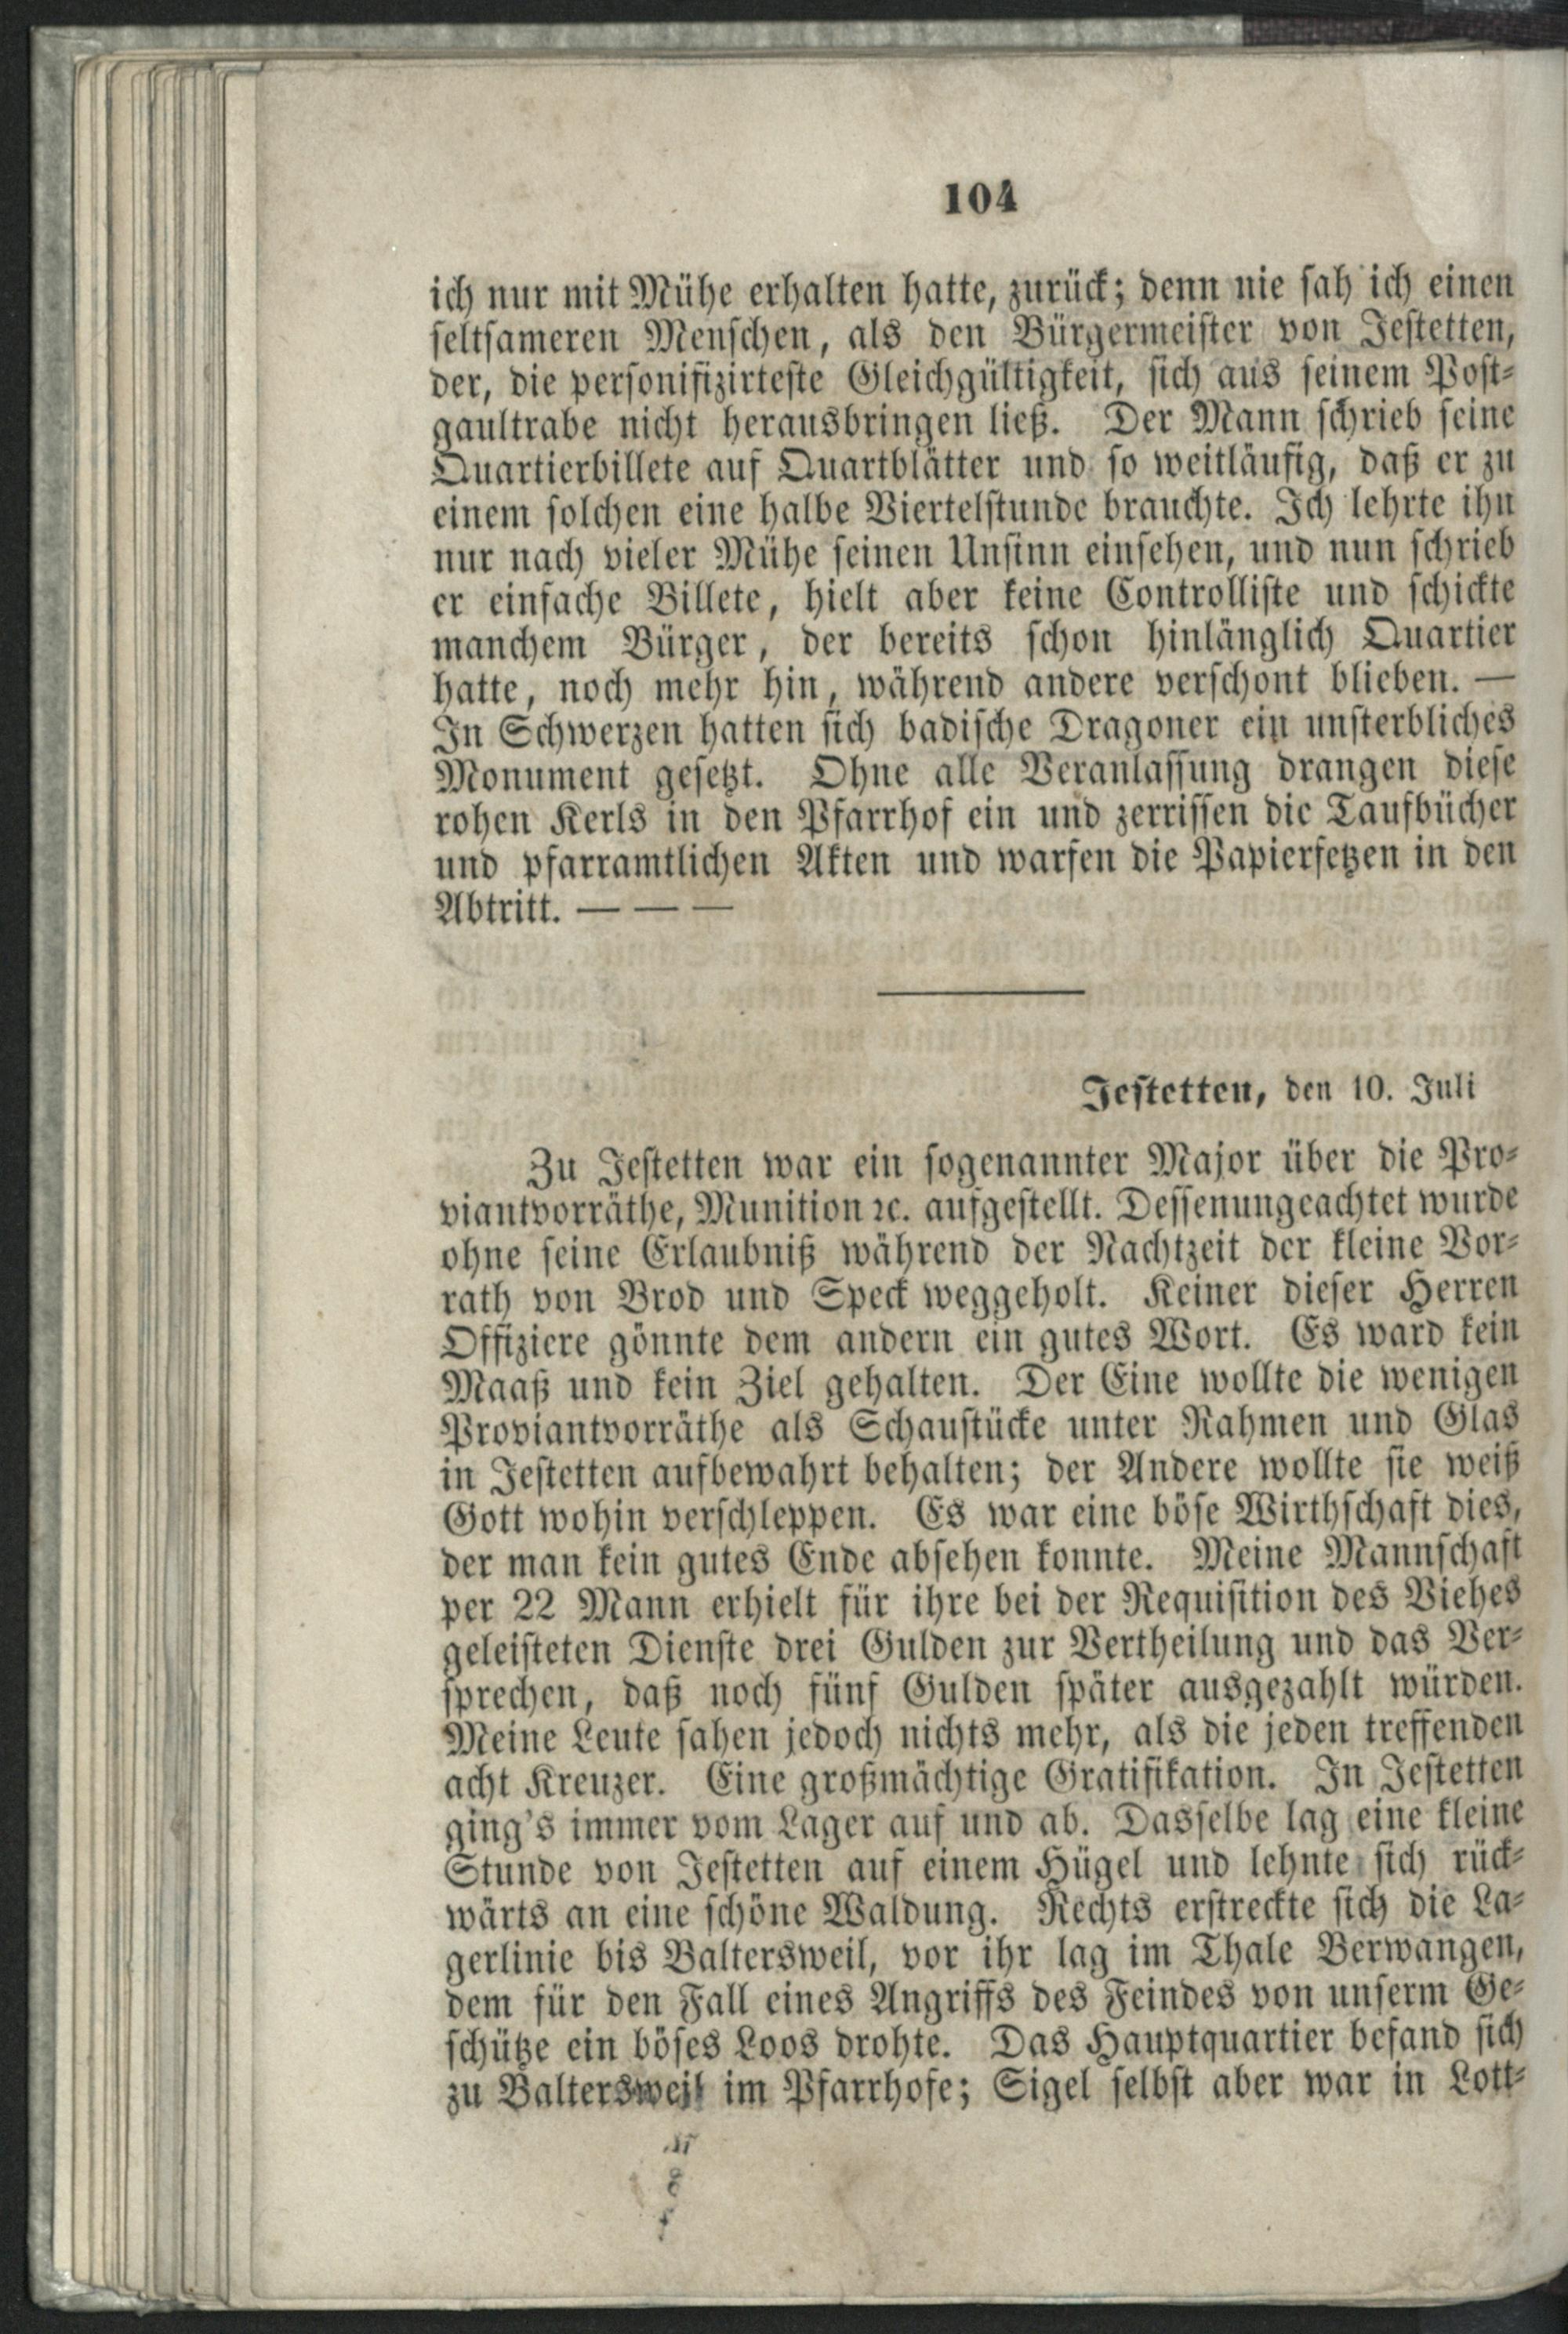 104
ich nur mit Mühe erhalten hatte, zurück; denn nie sah ich einen
seltsameren Menschen, als den Bürgermeister von Jestetten,
der, die personifizirteste Gleichgültigkeit, sich aus seinem Post-
gaultrabe nicht herausbringen ließ. Der Mann schrieb seine
Quartierbillete auf Quartblätter und so weitläufig, daß er zu
einem solchen eine halbe Viertelstunde brauchte. Ich lehrte ihn
nur nach vieler Mühe seinen Unsinn einsehen, und nun schrieb
er einfache Billete, hielt aber keine Controlliste und schickte
manchem Bürger, der bereits schon hinlänglich Quartier
hatte, noch mehr hin, während andere verschont blieben. —
In Schwerzen hatten sich badische Dragoner ein unsterbliches
Monument gesetzt. Ohne alle Veranlassung drangen diese
rohen Kerls in den Pfarrhof ein und zerrissen die Taufbücher
und pfarramtlichen Akten und warfen die Papierfetzen in den
Abtritt. — — —
Jestetten, den 10. Juli
Zu Jestetten war ein sogenannter Major über die Pro-
viantvorräthe, Munition ꝛc. aufgestellt. Dessenungeachtet wurde
ohne seine Erlaubniß während der Nachtzeit der kleine Vor-
rath von Brod und Speck weggeholt. Keiner dieser Herren
Offiziere gönnte dem andern ein gutes Wort. Es ward kein
Maaß und kein Ziel gehalten. Der Eine wollte die wenigen
Proviantvorräthe als Schaustücke unter Rahmen und Glas
in Jestetten aufbewahrt behalten; der Andere wollte sie weiß
Gott wohin verschleppen. Es war eine böse Wirthschaft dies,
der man kein gutes Ende absehen konnte. Meine Mannschaft
per 22 Mann erhielt für ihre bei der Requisition des Viehes
geleisteten Dienste drei Gulden zur Vertheilung und das Ver-
sprechen, daß noch fünf Gulden später ausgezahlt würden.
Meine Leute sahen jedoch nichts mehr, als die jeden treffenden
acht Kreuzer. Eine großmächtige Gratifikation. In Jestetten
ging's immer vom Lager auf und ab. Dasselbe lag eine kleine
Stunde von Jestetten auf einem Hügel und lehnte sich rück-
wärts an eine schöne Waldung. Rechts erstreckte sich die La-
gerlinie bis Baltersweil, vor ihr lag im Thale Berwangen,
dem für den Fall eines Angriffs des Feindes von unserm Ge-
schütze ein böses Loos drohte. Das Hauptquartier befand sich
zu Baltersweil im Pfarrhofe; Sigel selbst aber war in Lott-